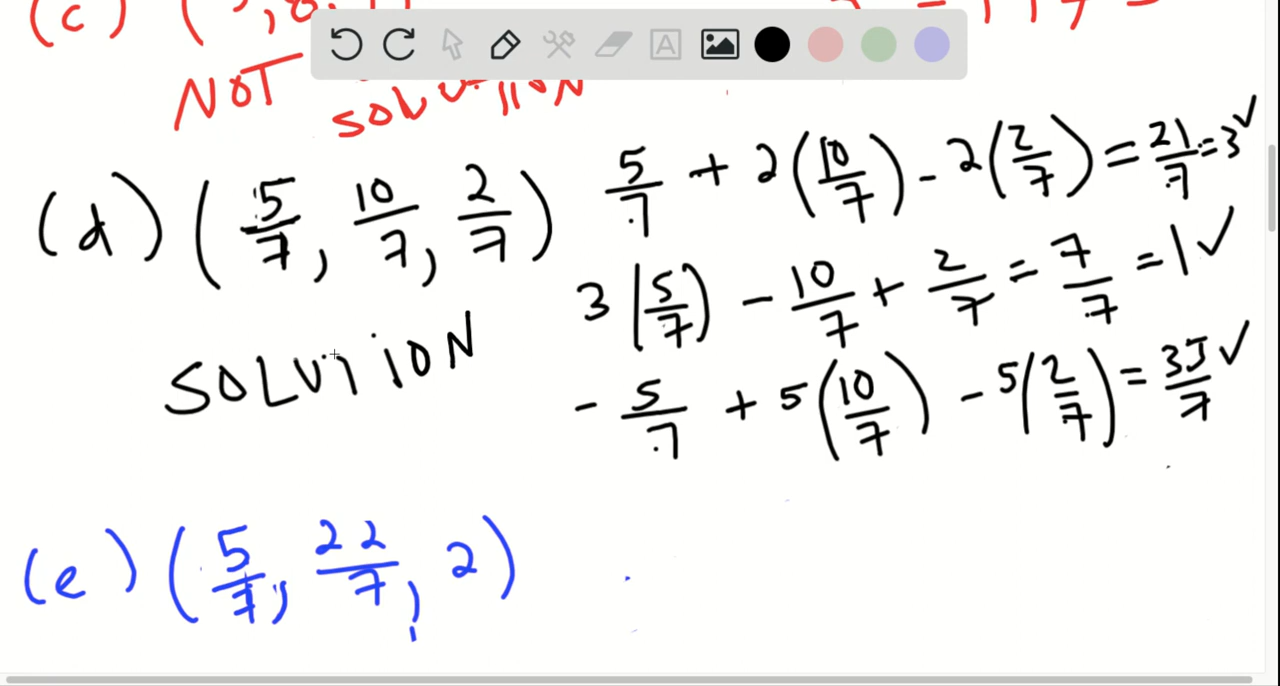 (c) (
NOT SOLUTION
(d) (5/7, 10/7, 2/7) 5/7 + 2(10/7) - 2(2/7) = 21/7 = 3 ✓
3(5/7) - 10/7 + 2/7 = 7/7 = 1 ✓
SOLUTION
- 5/7 + 5(10/7) - 5(2/7) = 35/7 ✓
(e) (5/7, 22/7, 2)